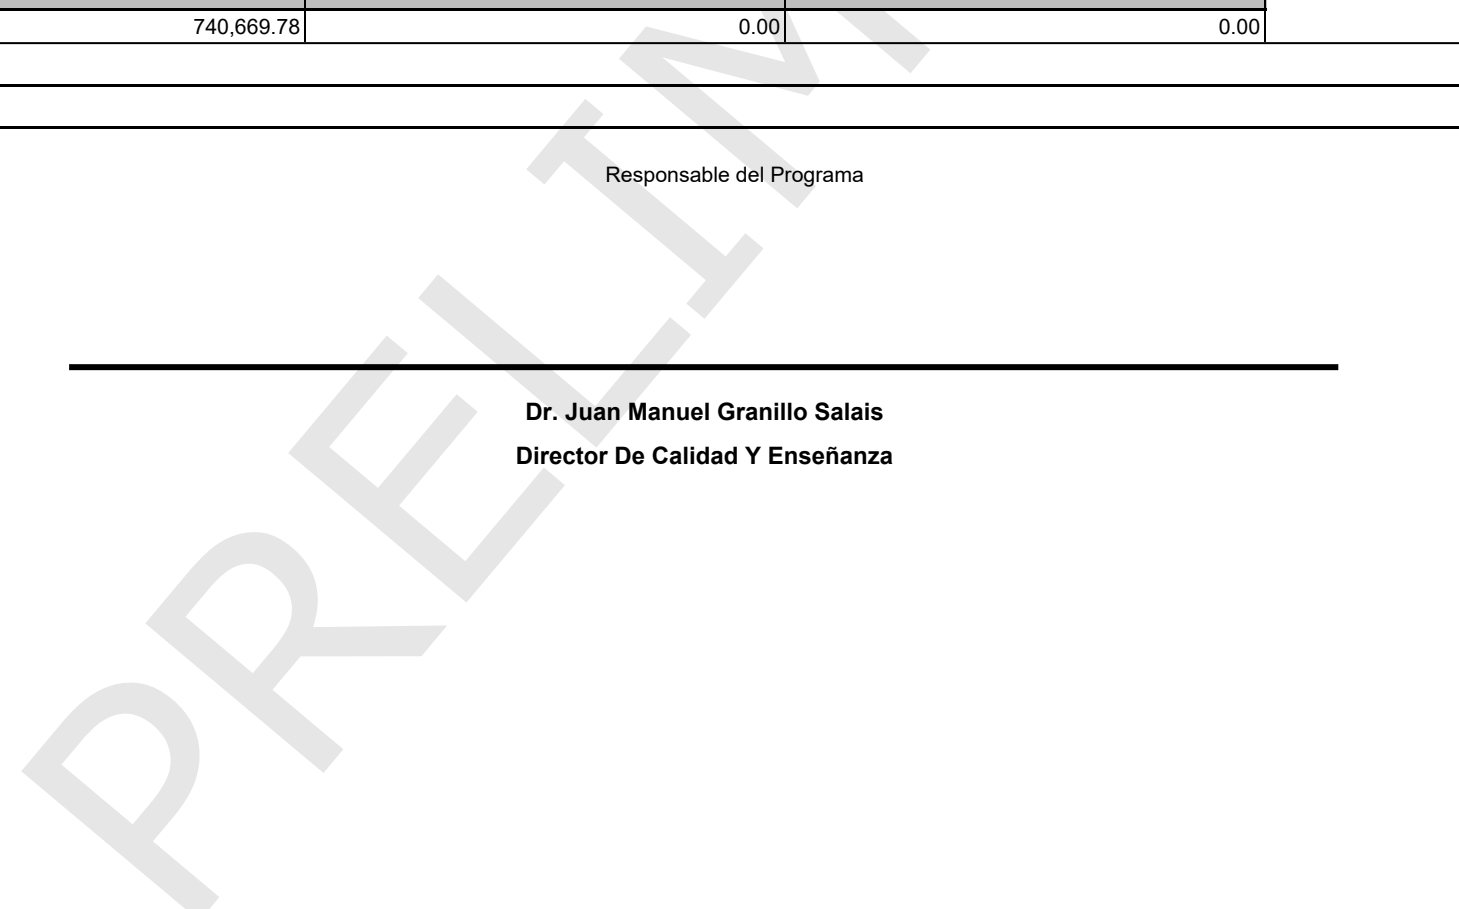 740,669.78 0.00 0.00
Responsable del Programa
Dr. Juan Manuel Granillo Salais
Director De Calidad Y Enseñanza
PRELIM